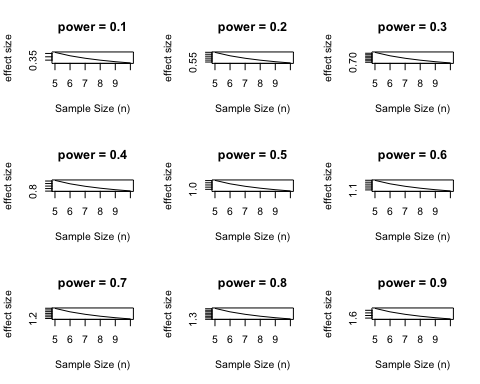 power = 0.1
effect size
0.35
5 6 7 8 9
Sample Size (n)
power = 0.2
effect size
0.55
5 6 7 8 9
Sample Size (n)
power = 0.3
effect size
0.70
5 6 7 8 9
Sample Size (n)
power = 0.4
effect size
0.8
5 6 7 8 9
Sample Size (n)
power = 0.5
effect size
1.0
5 6 7 8 9
Sample Size (n)
power = 0.6
effect size
1.1
5 6 7 8 9
Sample Size (n)
power = 0.7
effect size
1.2
5 6 7 8 9
Sample Size (n)
power = 0.8
effect size
1.3
5 6 7 8 9
Sample Size (n)
power = 0.9
effect size
1.6
5 6 7 8 9
Sample Size (n)